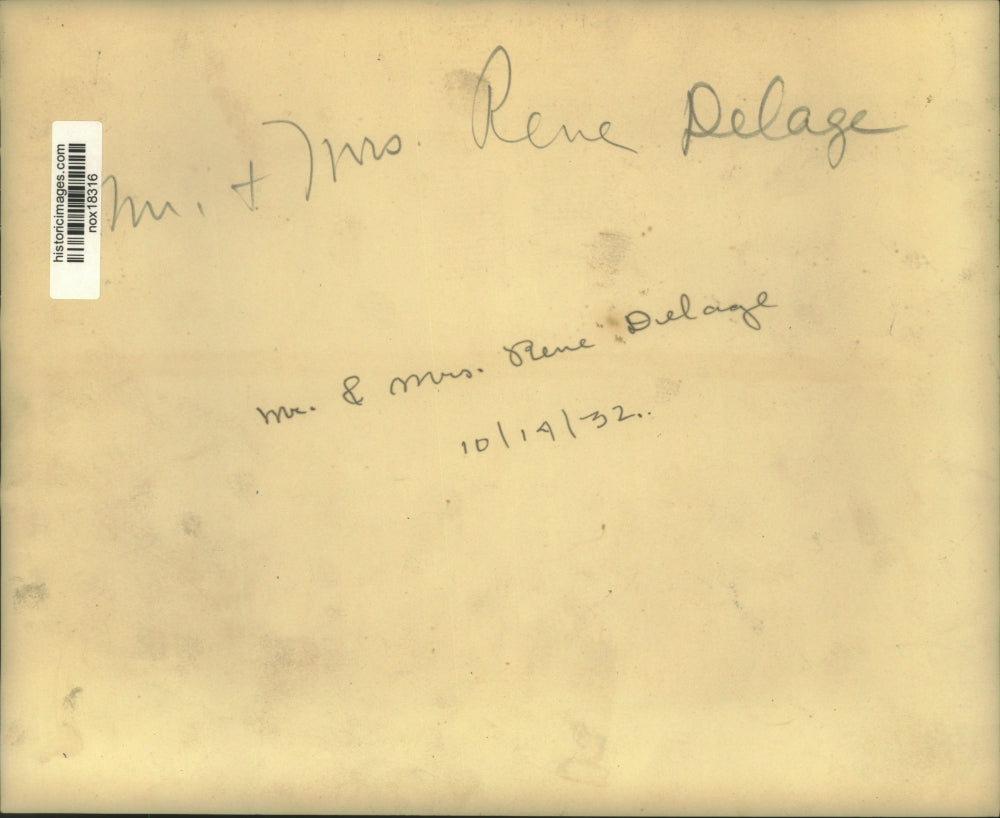 Mr. + Mrs. Rene Delage
historicimages.com
nox18316
Mr. & Mrs. Rene Delage
10/14/32..